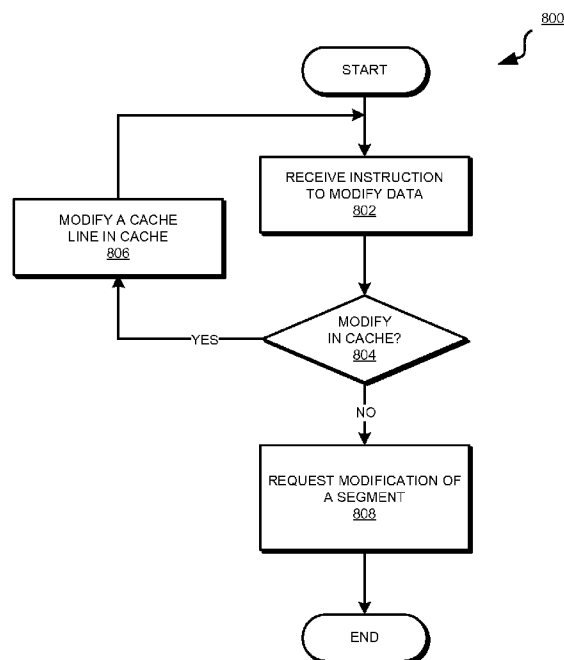 800
START
RECEIVE INSTRUCTION
TO MODIFY DATA
802
MODIFY A CACHE
LINE IN CACHE
806
MODIFY
IN CACHE?
804
YES
NO
REQUEST MODIFICATION OF
A SEGMENT
808
END